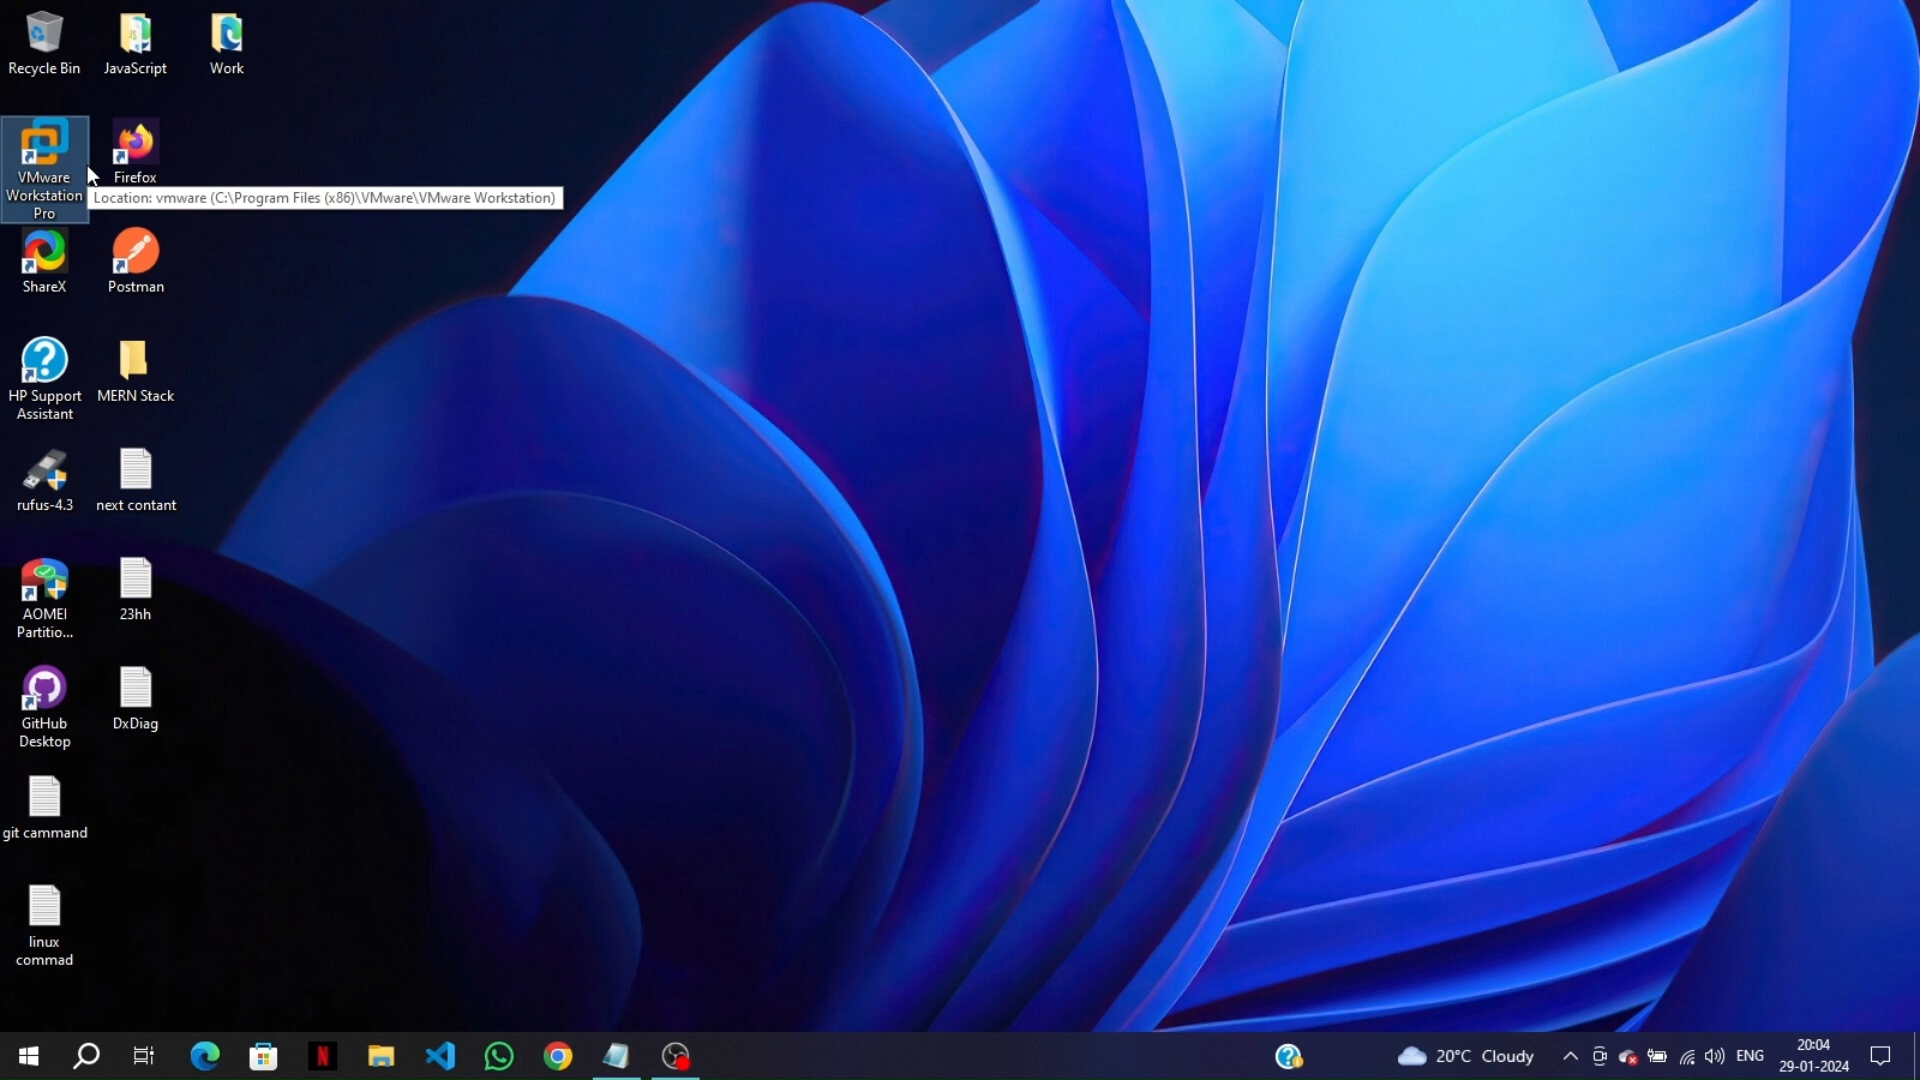 Recycle Bin
JavaScript
Work
VMware
Workstation
Pro
Firefox
Location: vmware (C:\Program Files (x86)\VMware\VMware Workstation)
ShareX
Postman
HP Support
Assistant
MERN Stack
rufus-4.3
next contant
AOMEI
Partitio...
23hh
GitHub
Desktop
DxDiag
git cammand
linux
commad
20°C Cloudy
ENG
20:04
29-01-2024